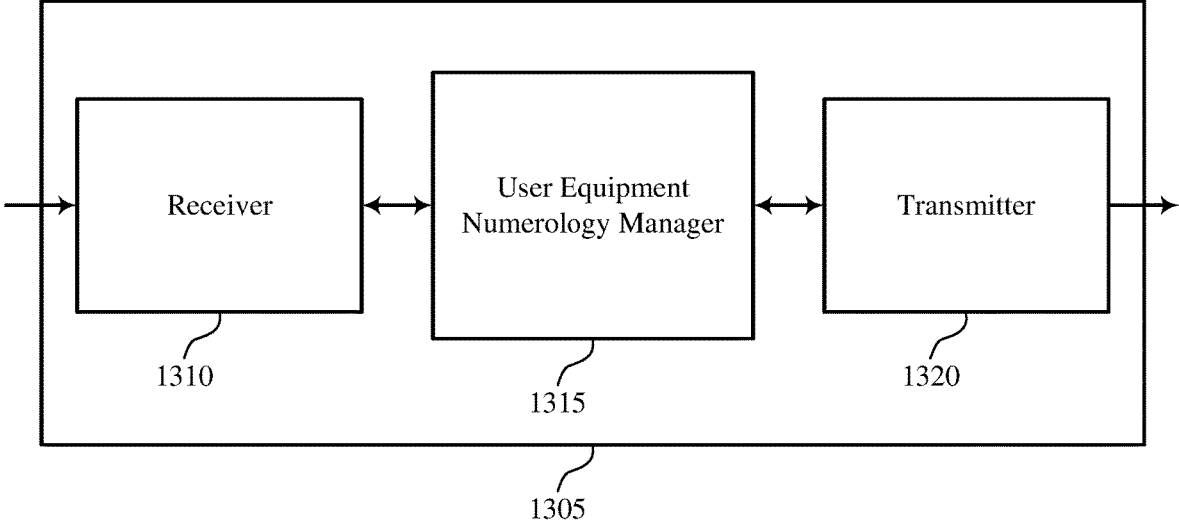 Receiver
User Equipment
Numerology Manager
Transmitter
1310
1315
1320
1305